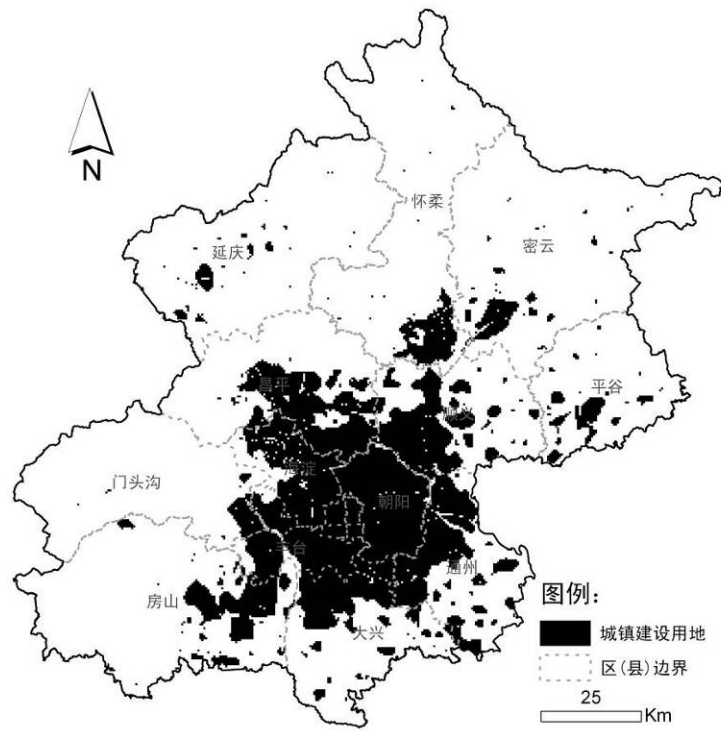 N
怀柔
密云
延庆
昌平
顺义
平谷
海淀
门头沟
朝阳
丰台
通州
房山
大兴
图例：
城镇建设用地
区(县)边界
25
Km